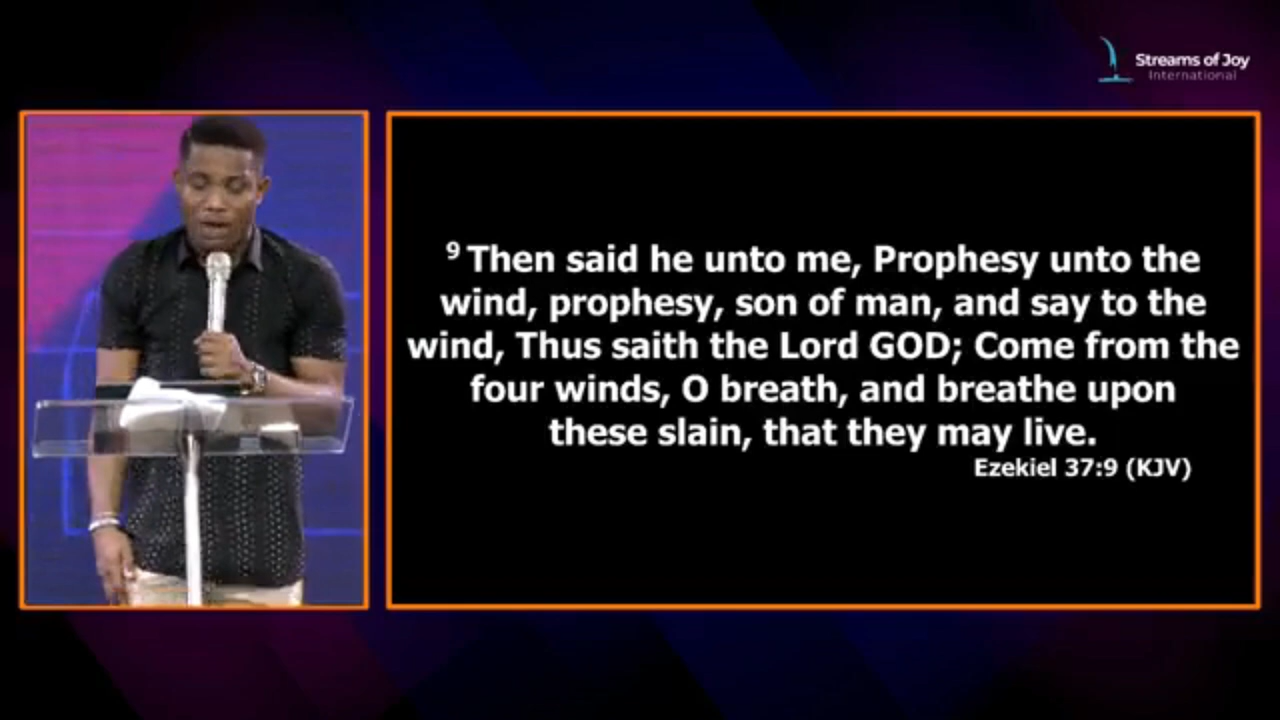 Streams of Joy
International
9 Then said he unto me, Prophesy unto the
wind, prophesy, son of man, and say to the
wind, Thus saith the Lord GOD; Come from the
four winds, O breath, and breathe upon
these slain, that they may live.
Ezekiel 37:9 (KJV)